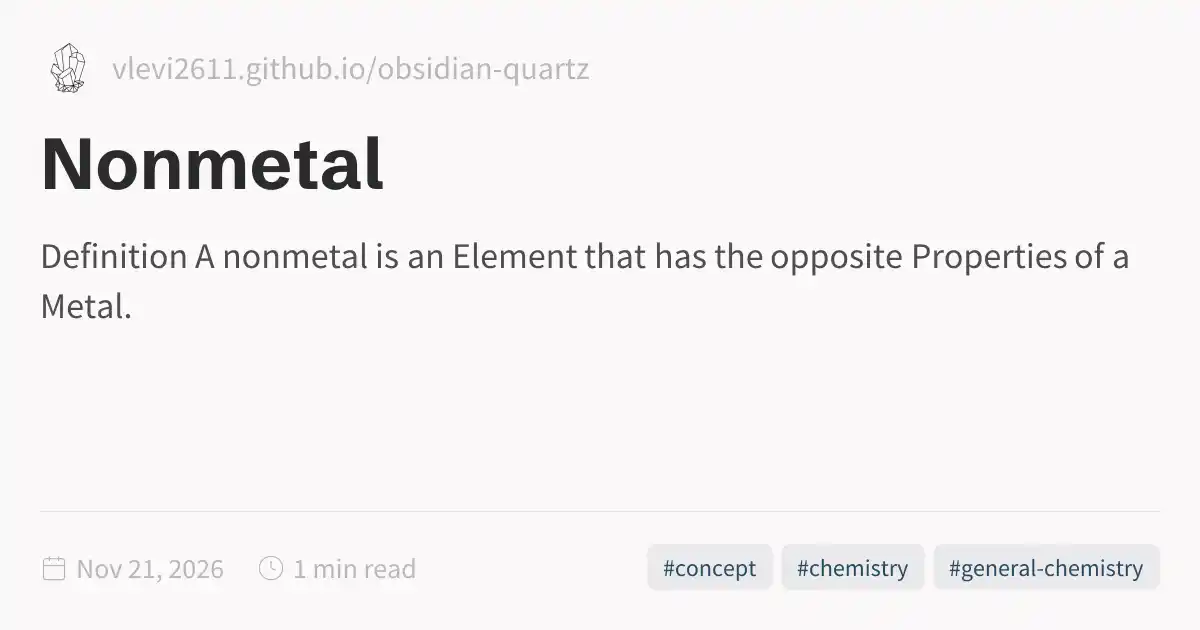 vlevi2611.github.io/obsidian-quartz
Nonmetal
Definition A nonmetal is an Element that has the opposite Properties of a
Metal.
Nov 21, 2026 1 min read #concept #chemistry #general-chemistry